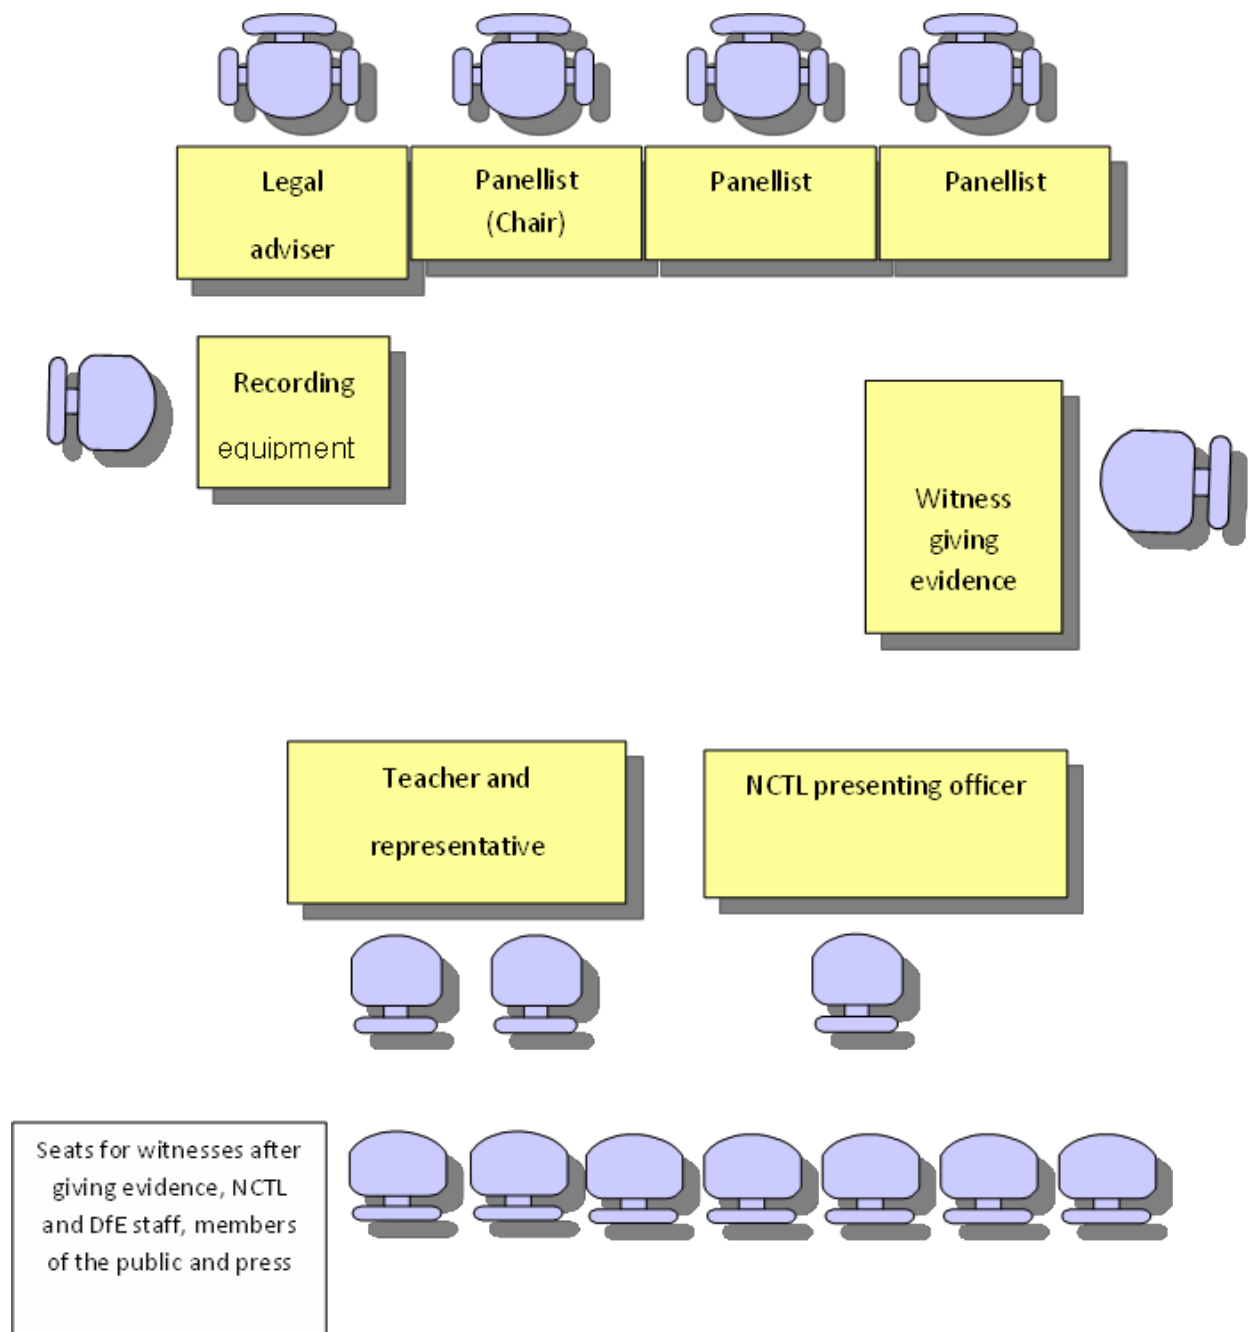 Legal
adviser
Panellist
(Chair)
Panellist
Panellist
Recording
equipment
Witness
giving
evidence
Teacher and
representative
NCTL presenting officer
Seats for witnesses after
giving evidence, NCTL
and DfE staff, members
of the public and press